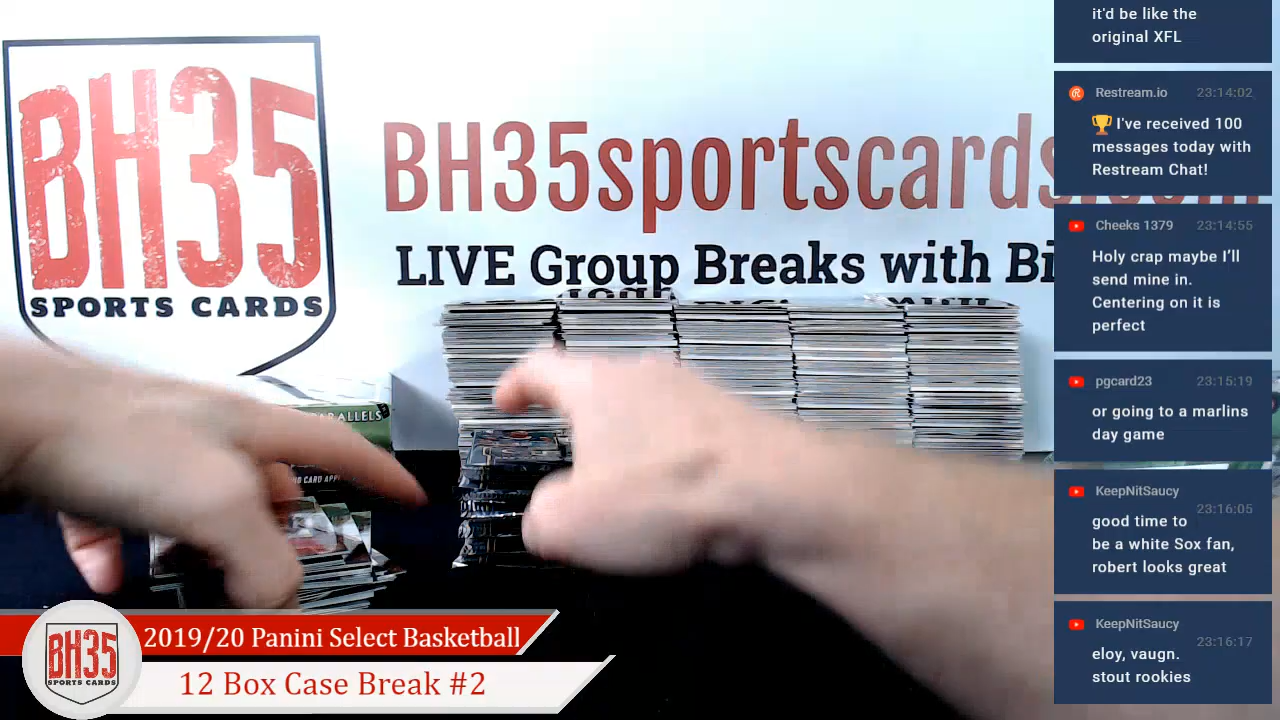 BH35
SPORTS CARDS
BH35sportscards.com
LIVE Group Breaks with Bi
PARALLELS
2019/20 Panini Select Basketball
12 Box Case Break #2
BH35
SPORTS CARDS
it'd be like the
original XFL
Restream.io 23:14:02
🏆 I've received 100
messages today with
Restream Chat!
Cheeks 1379 23:14:55
Holy crap maybe I’ll
send mine in.
Centering on it is
perfect
pgcard23 23:15:19
or going to a marlins
day game
KeepNitSaucy
23:16:05
good time to
be a white Sox fan,
robert looks great
KeepNitSaucy
23:16:17
eloy, vaugn.
stout rookies